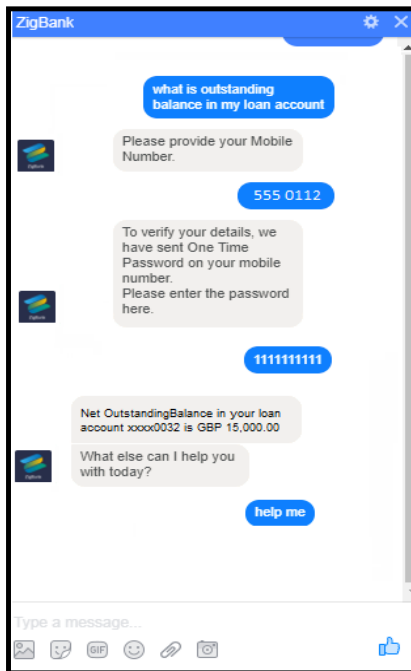 ZigBank
what is outstanding
balance in my loan account
Please provide your Mobile
Number.
ZigBank
555 0112
To verify your details, we
have sent One Time
Password on your mobile
number.
Please enter the password
here.
ZigBank
1111111111
Net OutstandingBalance in your loan
account xxxx0032 is GBP 15,000.00
What else can I help you
with today?
ZigBank
help me
Type a message...
GIF